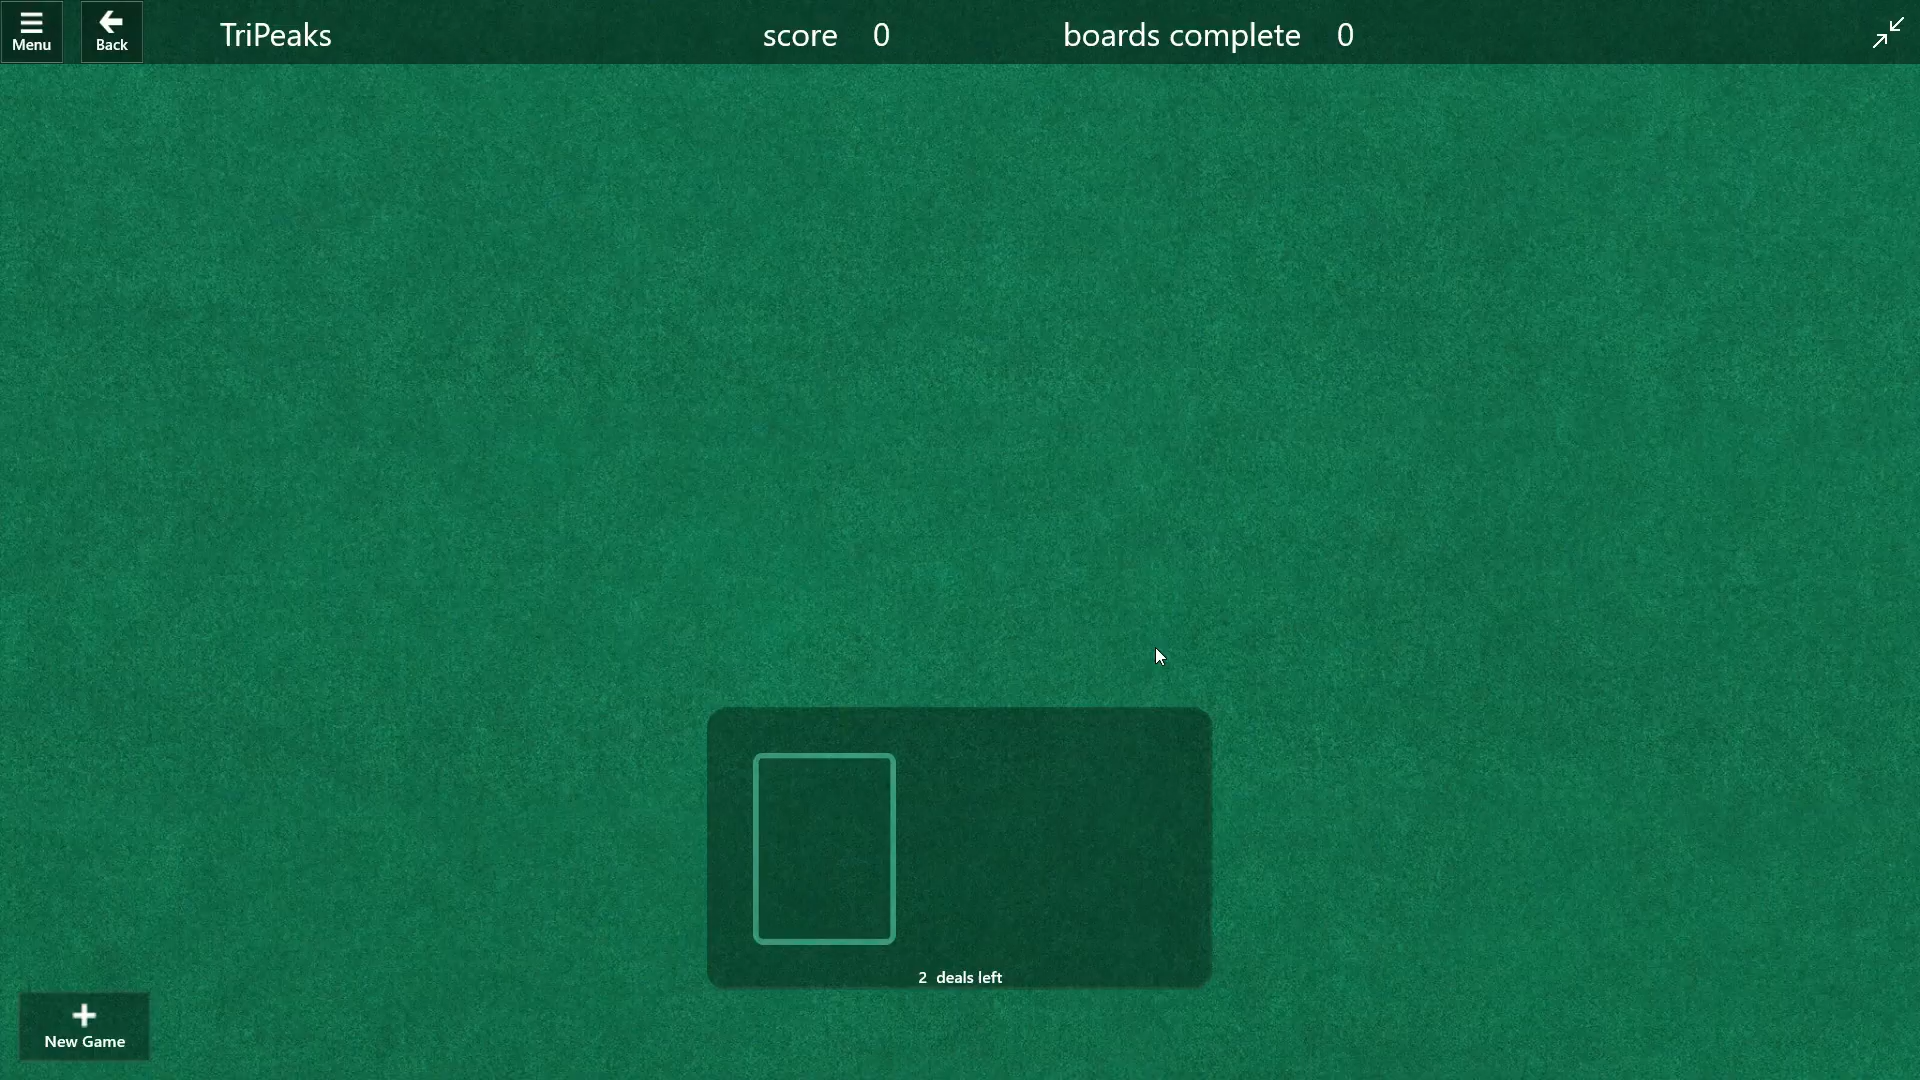 Menu
Back
TriPeaks
score 0
boards complete 0
2 deals left
New Game